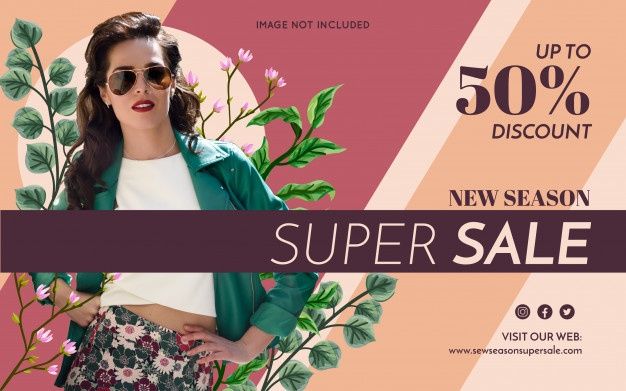 IMAGE NOT INCLUDED
UP TO
50%
DISCOUNT
NEW SEASON
SUPER SALE
VISIT OUR WEB:
www.sewseasonsupersale.com